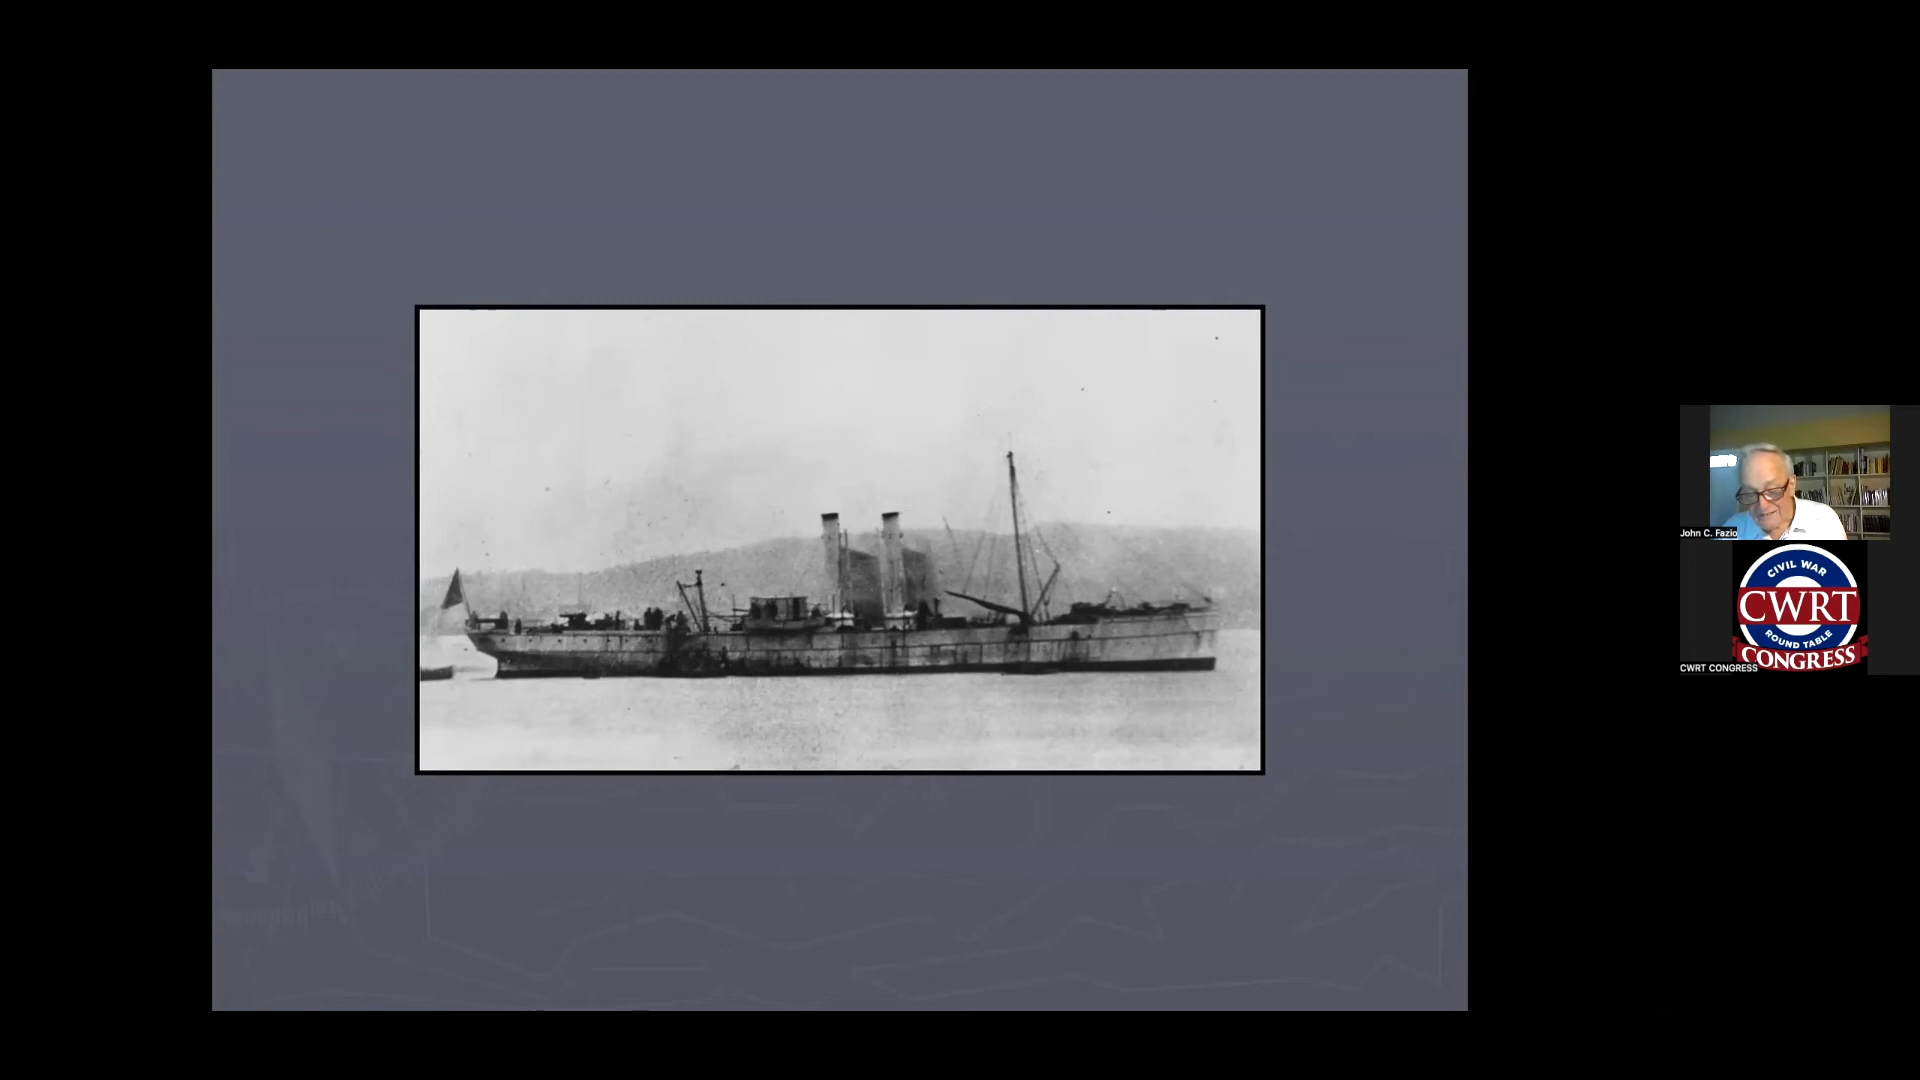 John C. Fazio
CIVIL WAR
CWRT
ROUND TABLE
CONGRESS
CWRT CONGRESS